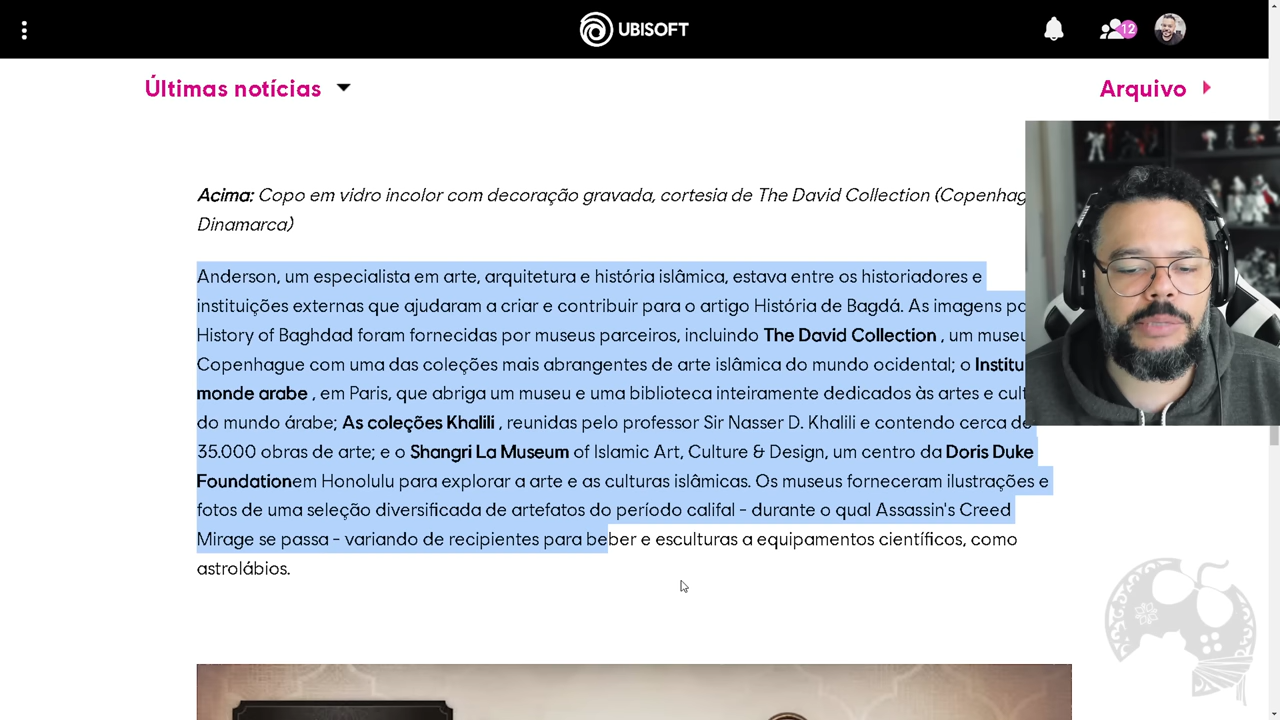 UBISOFT
12
Últimas notícias
Arquivo
Acima: Copo em vidro incolor com decoração gravada, cortesia de The David Collection (Copenhag
Dinamarca)
Anderson, um especialista em arte, arquitetura e história islâmica, estava entre os historiadores e
instituições externas que ajudaram a criar e contribuir para o artigo História de Bagdá. As imagens
History of Baghdad foram fornecidas por museus parceiros, incluindo The David Collection , um museu
Copenhague com uma das coleções mais abrangentes de arte islâmica do mundo ocidental; o Institu
monde arabe , em Paris, que abriga um museu e uma biblioteca inteiramente dedicados às artes e cult
do mundo árabe; As coleções Khalili , reunidas pelo professor Sir Nasser D. Khalili e contendo cerca de
35.000 obras de arte; e o Shangri La Museum of Islamic Art, Culture & Design, um centro da Doris Duke
Foundationem Honolulu para explorar a arte e as culturas islâmicas. Os museus forneceram ilustrações e
fotos de uma seleção diversificada de artefatos do período califal - durante o qual Assassin's Creed
Mirage se passa - variando de recipientes para beber e esculturas a equipamentos científicos, como
astrolábios.